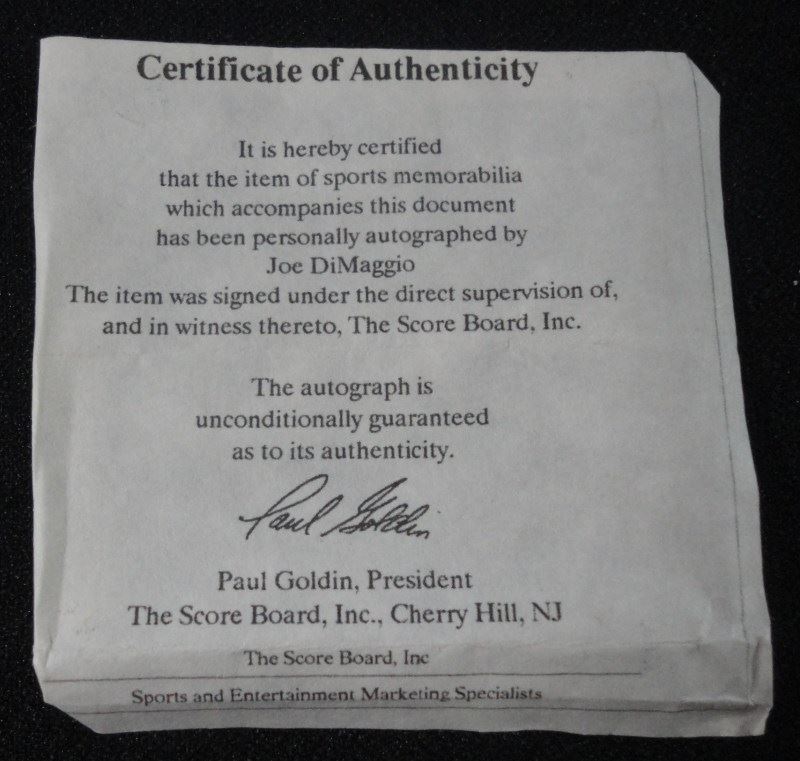 Certificate of Authenticity
It is hereby certified
that the item of sports memorabilia
which accompanies this document
has been personally autographed by
Joe DiMaggio
The item was signed under the direct supervision of,
and in witness thereto, The Score Board, Inc.
The autograph is
unconditionally guaranteed
as to its authenticity.
Paul Goldin
Paul Goldin, President
The Score Board, Inc., Cherry Hill, NJ
The Score Board, Inc
Sports and Entertainment Marketing Specialists